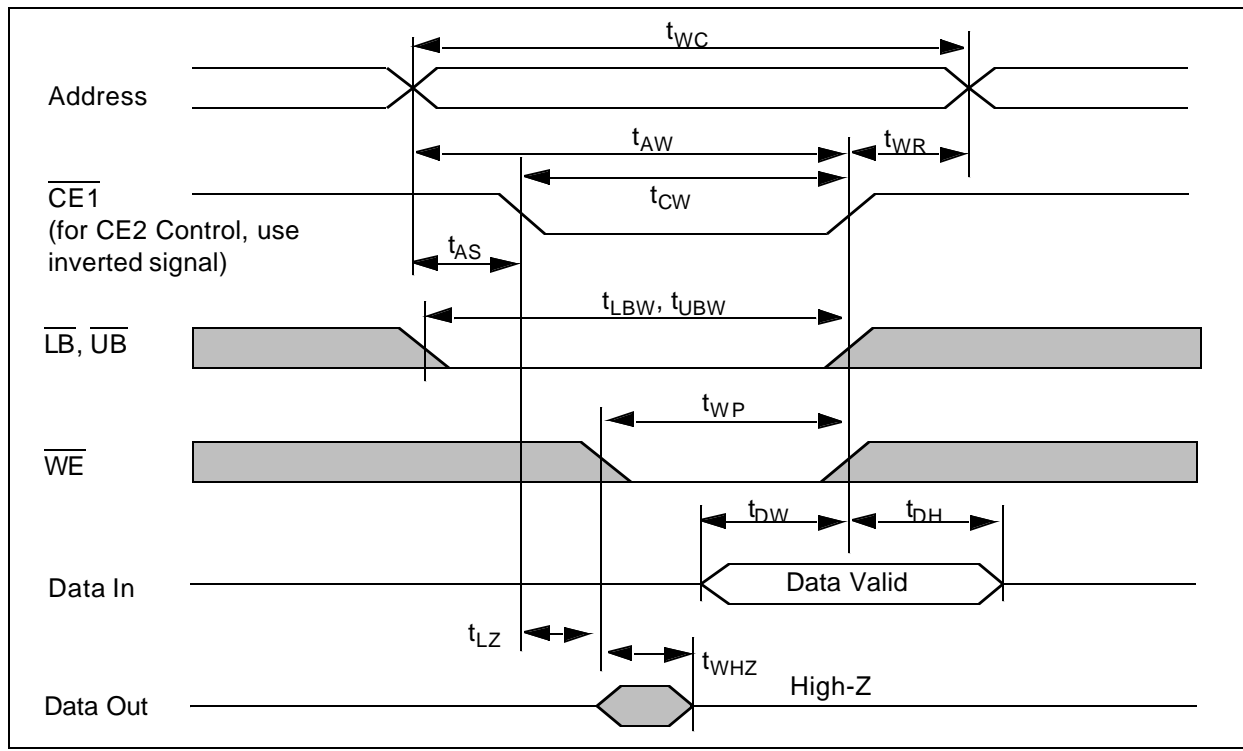 tWC
Address
tAW
tWR
CE1
(for CE2 Control, use
inverted signal)
tCW
tAS
tLBW, tUBW
LB, UB
tWP
WE
tDW
tDH
Data In
Data Valid
tLZ
tWHZ
High-Z
Data Out